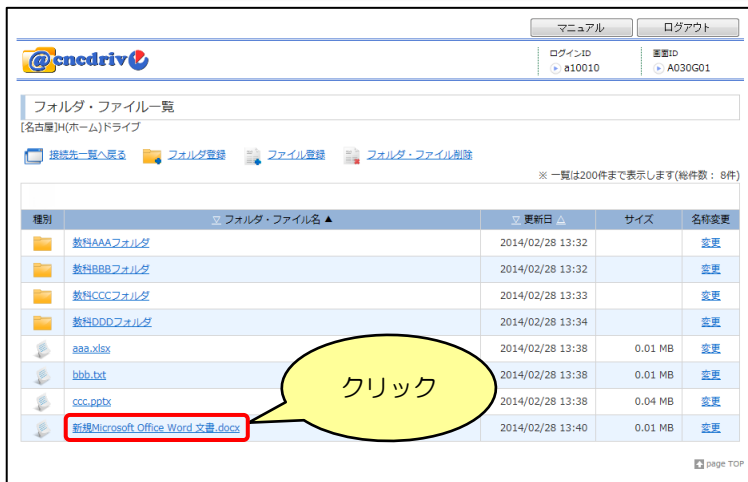 マニュアル ログアウト
@cncdrive
ログインID 画面ID
a10010 A030G01
フォルダ・ファイル一覧
[名古屋]H(ホーム)ドライブ
接続先一覧へ戻る フォルダ登録 ファイル登録 フォルダ・ファイル削除
※ 一覧は200件まで表示します(総件数： 8件)
種別 ▽ フォルダ・ファイル名 ▲ ▽ 更新日 △ サイズ 名称変更
教科AAAフォルダ 2014/02/28 13:32 変更
教科BBBフォルダ 2014/02/28 13:32 変更
教科CCCフォルダ 2014/02/28 13:33 変更
教科DDDフォルダ 2014/02/28 13:34 変更
aaa.xlsx 2014/02/28 13:38 0.01 MB 変更
bbb.txt 2014/02/28 13:38 0.01 MB 変更
ccc.pptx 2014/02/28 13:38 0.04 MB 変更
新規Microsoft Office Word 文書.docx 2014/02/28 13:40 0.01 MB 変更
クリック
page TOP